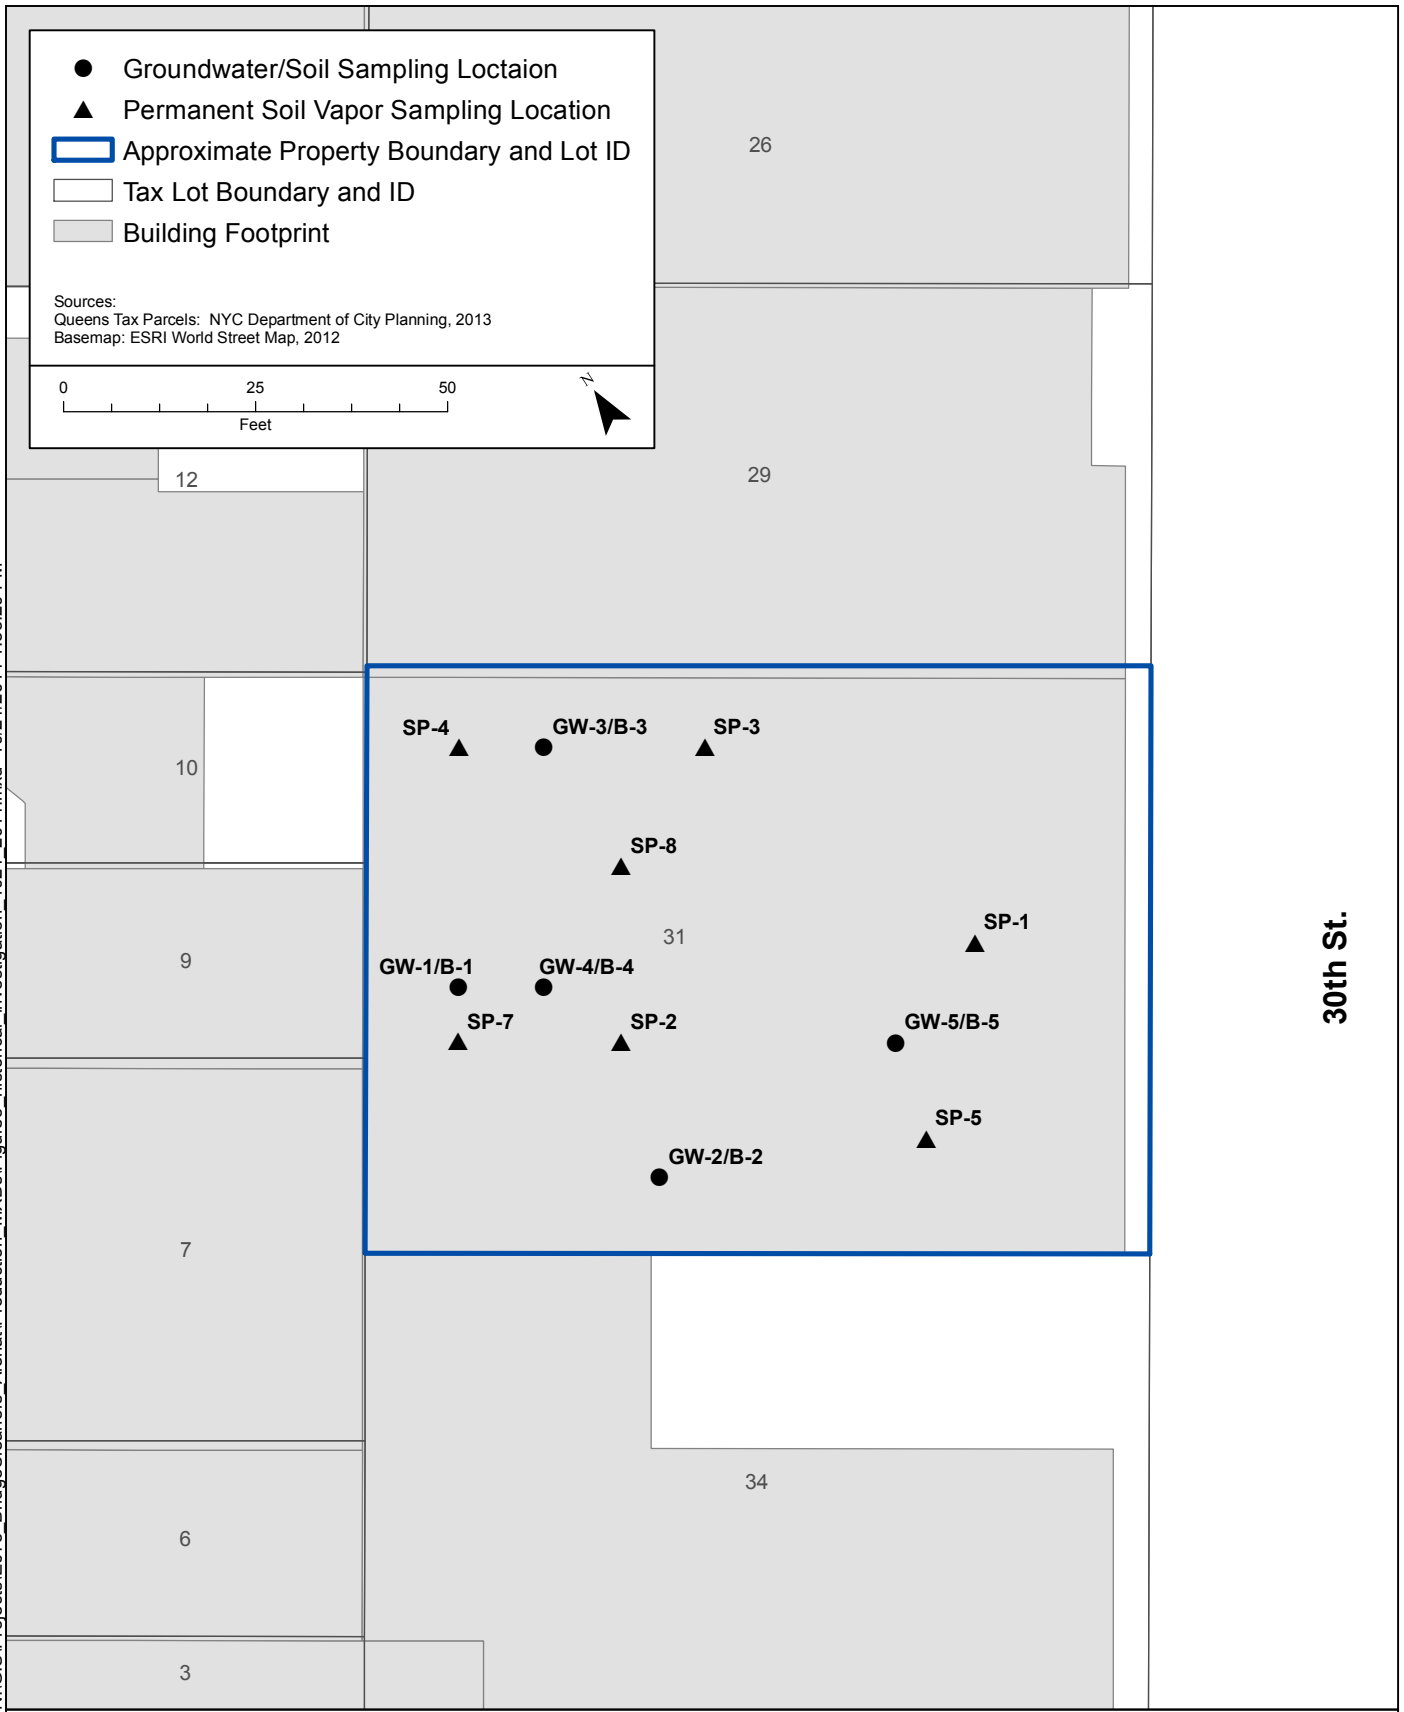 Groundwater/Soil Sampling Loctaion
Permanent Soil Vapor Sampling Location
Approximate Property Boundary and Lot ID
Tax Lot Boundary and ID
Building Footprint
Sources:
Queens Tax Parcels: NYC Department of City Planning, 2013
Basemap: ESRI World Street Map, 2012
0 25 50
Feet
N
26
29
12
10
9
7
6
3
SP-4
GW-3/B-3
SP-3
SP-8
31
SP-1
GW-1/B-1
GW-4/B-4
SP-7
SP-2
GW-5/B-5
SP-5
GW-2/B-2
34
30th St.